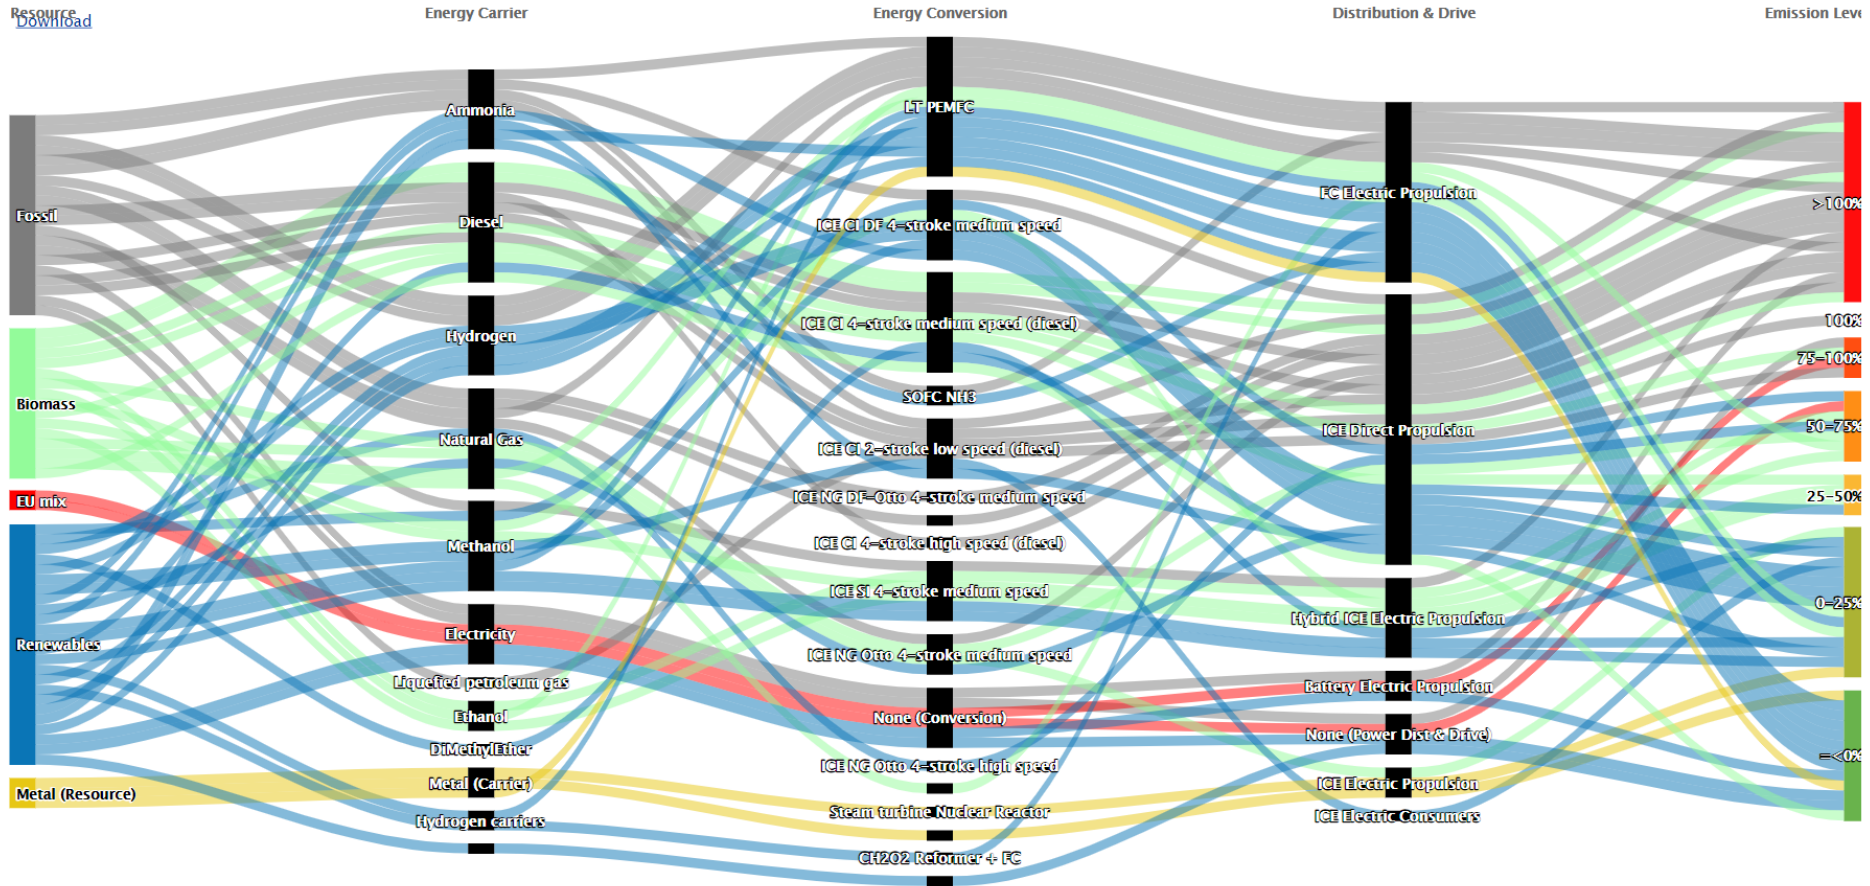 Resource
Energy Carrier
Energy Conversion
Distribution & Drive
Emission Leve
Download
Fossil
Biomass
EU mix
Renewables
Metal (Resource)
Ammonia
Diesel
Hydrogen
Natural Gas
Methanol
Electricity
Liquefied petroleum gas
Ethanol
DiMethylEther
Metal (Carrier)
Hydrogen carriers
LT PEMFC
ICE CI DF 4-stroke medium speed
ICE CI 4-stroke medium speed (diesel)
SOFC NH3
ICE CI 2-stroke low speed (diesel)
ICE NG DF-Otto 4-stroke medium speed
ICE CI 4-stroke high speed (diesel)
ICE SI 4-stroke medium speed
ICE NG Otto 4-stroke medium speed
None (Conversion)
ICE NG Otto 4-stroke high speed
Steam turbine Nuclear Reactor
CH2O2 Reformer + FC
FC Electric Propulsion
ICE Direct Propulsion
Hybrid ICE Electric Propulsion
Battery Electric Propulsion
None (Power Dist & Drive)
ICE Electric Propulsion
ICE Electric Consumers
>100%
100%
75-100%
50-75%
25-50%
0-25%
=<0%